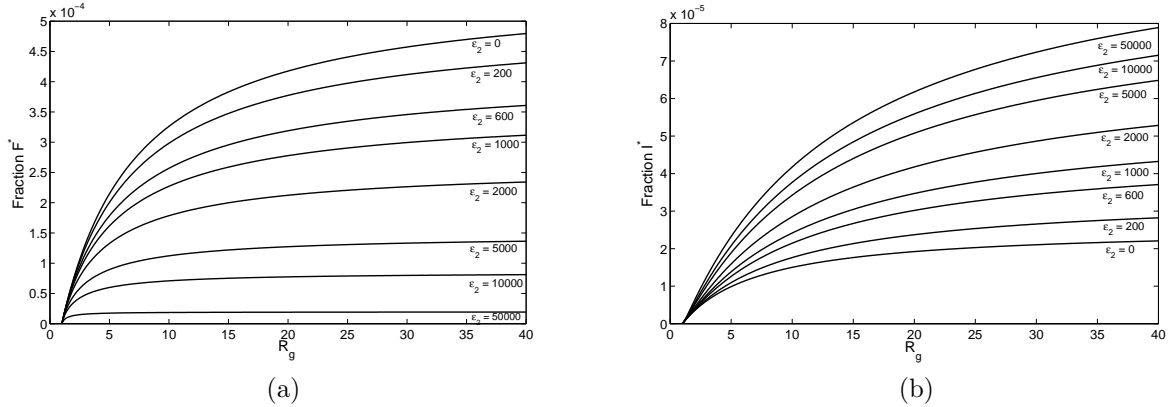 x 10⁻⁴
5
4.5
4
3.5
3
2.5
2
1.5
1
0.5
0
Fraction F*
ε₂ = 0
ε₂ = 200
ε₂ = 600
ε₂ = 1000
ε₂ = 2000
ε₂ = 5000
ε₂ = 10000
ε₂ = 50000
0 5 10 15 20 25 30 35 40
R_g
(a)
x 10⁻⁵
8
7
6
5
4
3
2
1
0
Fraction I*
ε₂ = 50000
ε₂ = 10000
ε₂ = 5000
ε₂ = 2000
ε₂ = 1000
ε₂ = 600
ε₂ = 200
ε₂ = 0
0 5 10 15 20 25 30 35 40
R_g
(b)